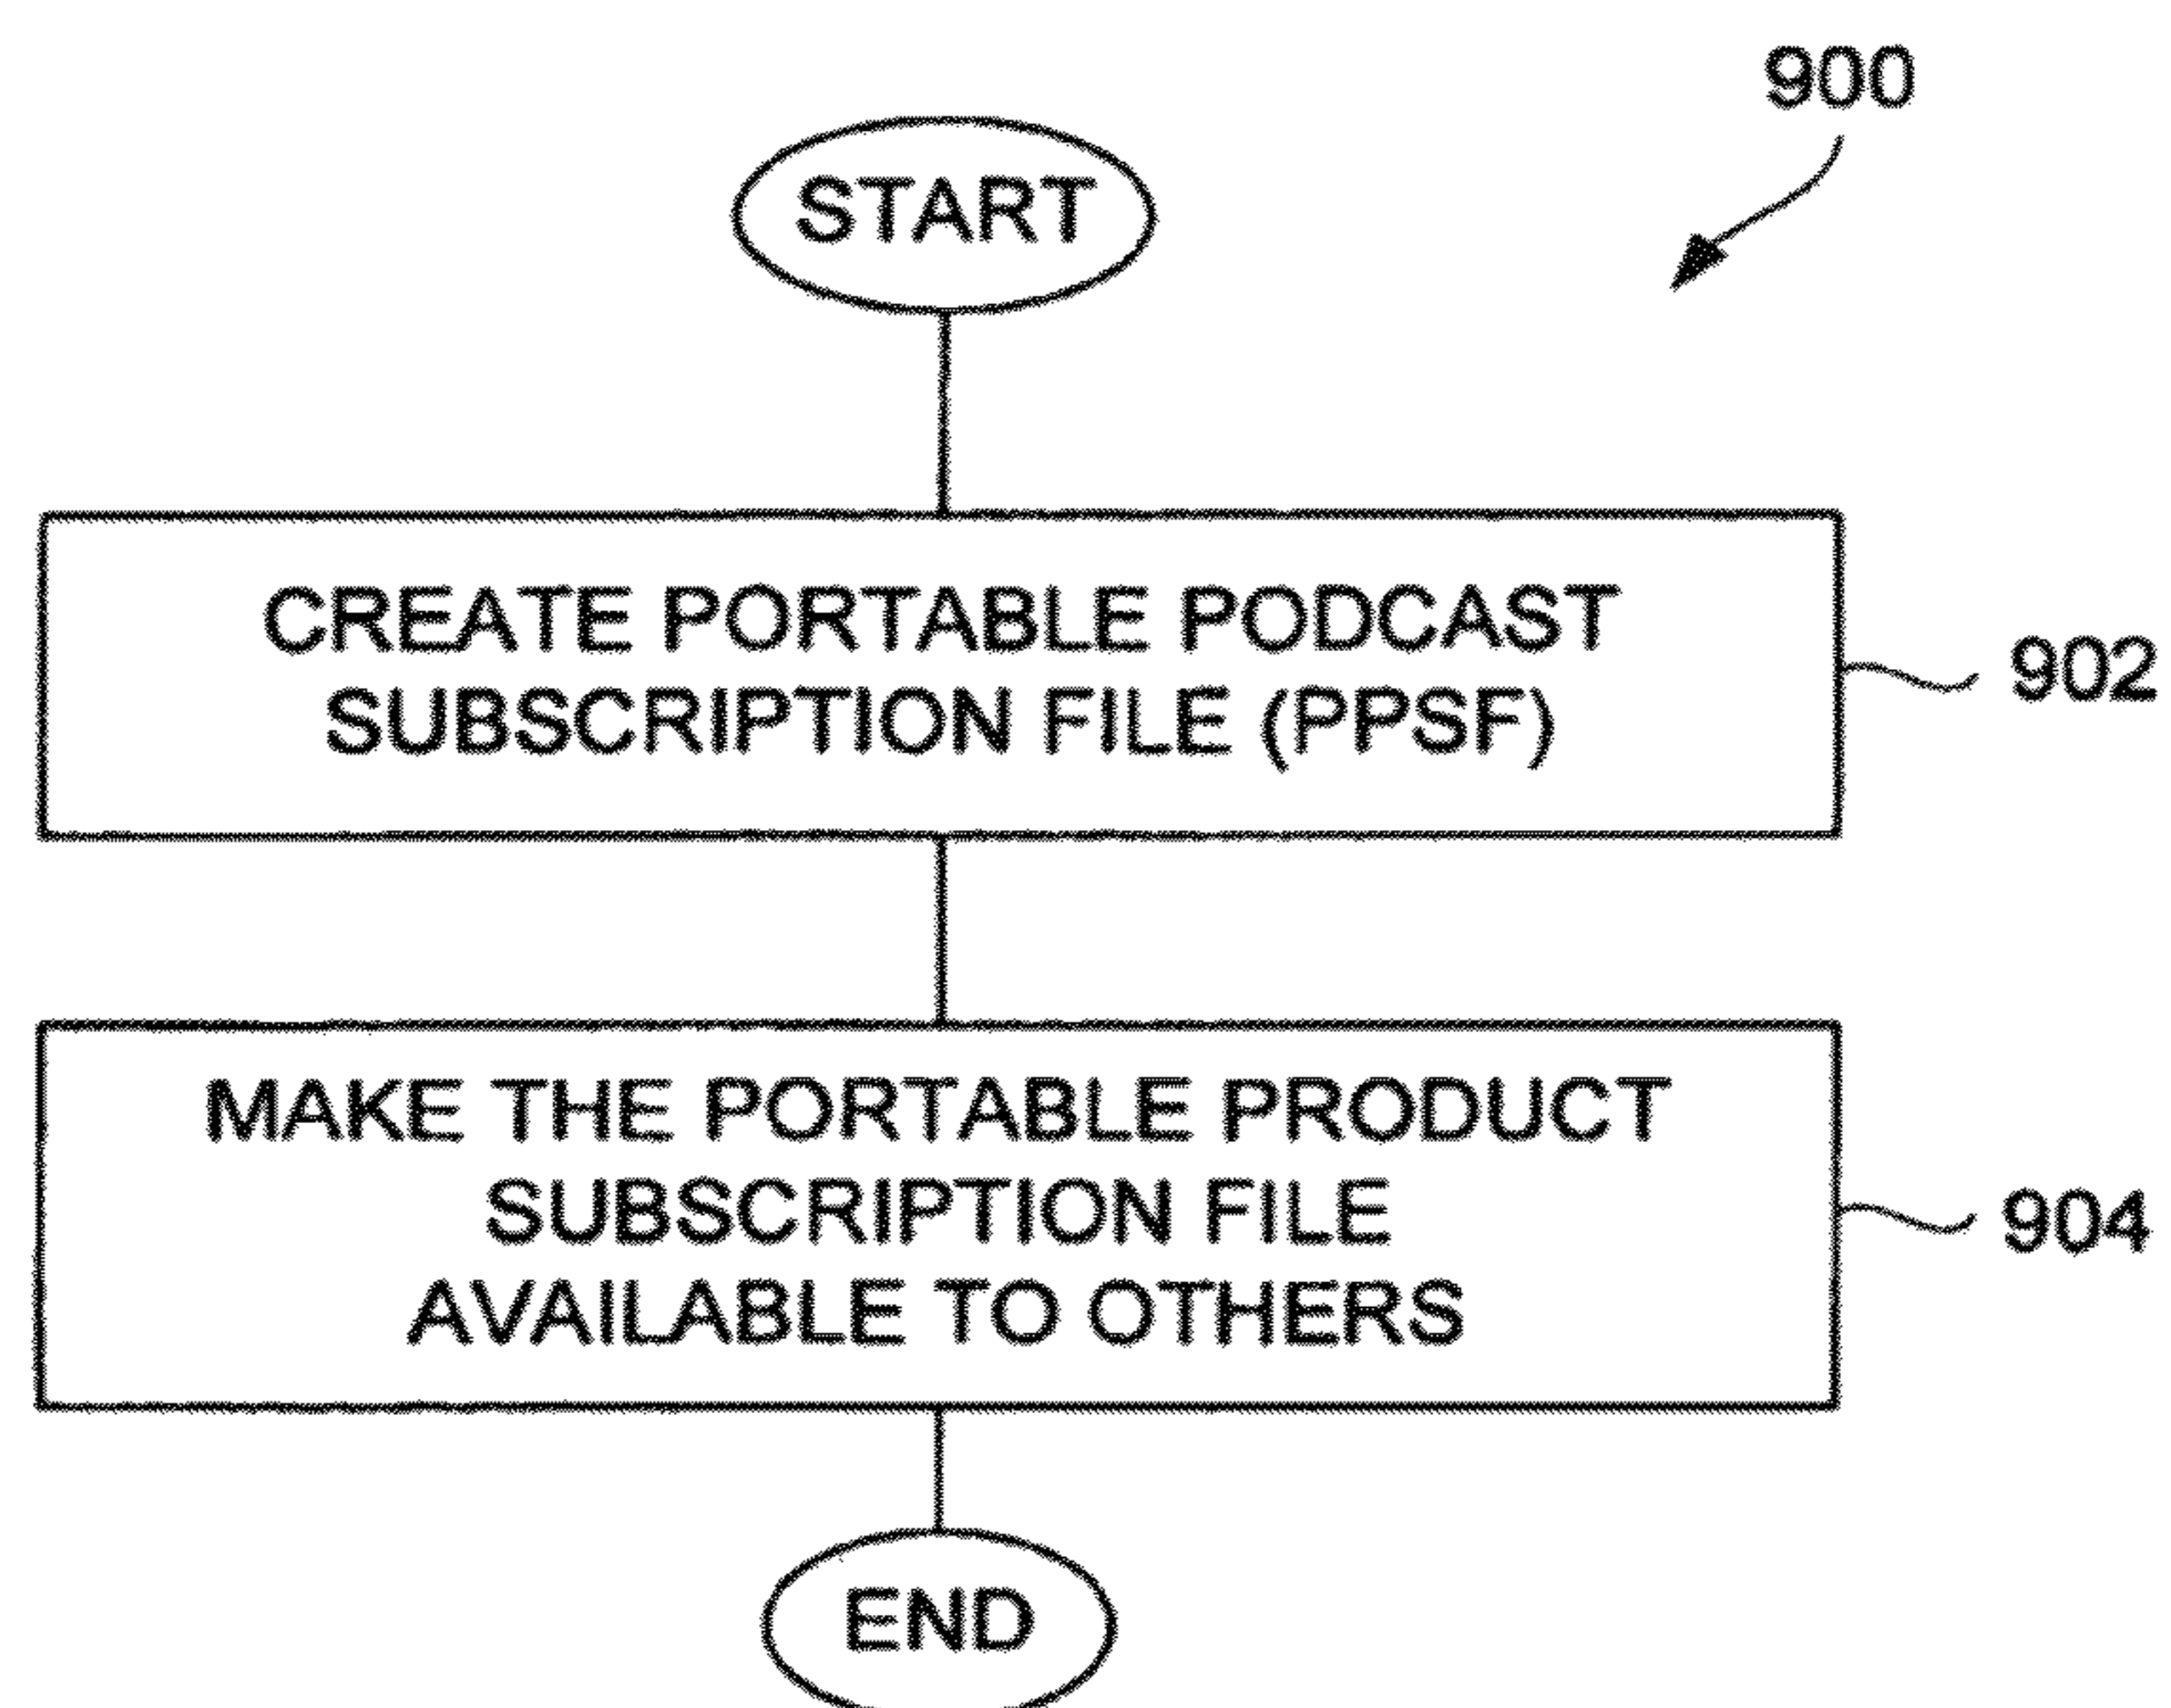 900
START
CREATE PORTABLE PODCAST
SUBSCRIPTION FILE (PPSF)
902
MAKE THE PORTABLE PRODUCT
SUBSCRIPTION FILE
AVAILABLE TO OTHERS
904
END